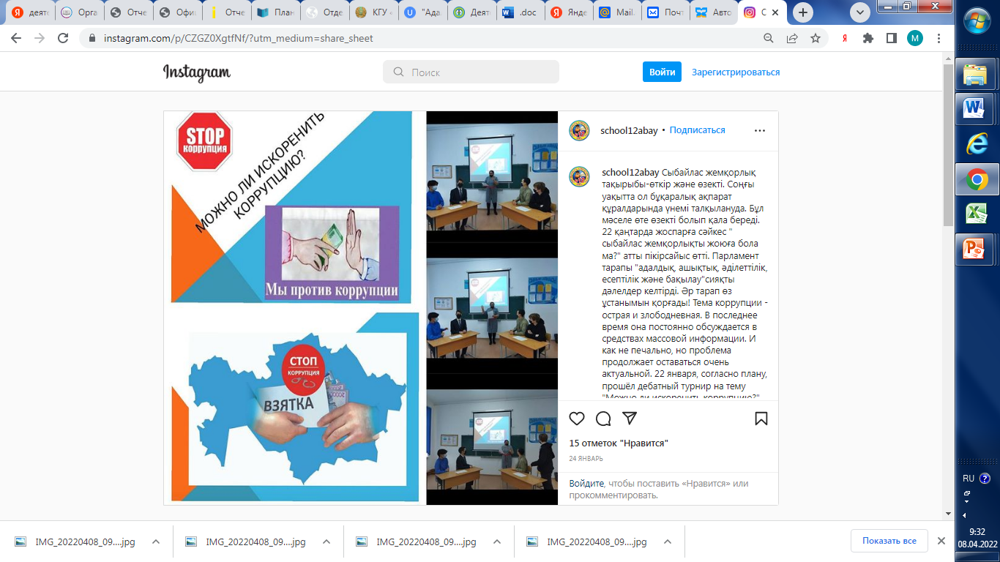 деяте
Орга
Отче
Офиц
Отче
План
Отде
КГУ «
"Ада
Деят
.doc
Янде
Mail.
Почт
Авто
instagram.com/p/CZGZ0XgtfNf/?utm_medium=share_sheet
Я
M
Instagram
Поиск
Войти
Зарегистрироваться
STOP
коррупция
МОЖНО ЛИ ИСКОРЕНИТЬ
КОРРУПЦИЮ?
Мы против коррупции
СТОП
КОРРУПЦИЯ
ВЗЯТКА
school12abay • Подписаться
school12abay Сыбайлас жемқорлық
тақырыбы-өткір және өзекті. Соңғы
уақытта ол бұқаралық ақпарат
құралдарында үнемі талқылануда. Бұл
мәселе өте өзекті болып қала береді.
22 қаңтарда жоспарға сәйкес "
сыбайлас жемқорлықты жоюға бола
ма?" атты пікірсайыс өтті. Парламент
тарапы "адалдық, ашықтық, әділеттілік,
есептілік және бақылау"сияқты
дәлелдер келтірді. Әр тарап өз
ұстанымын қорғады! Тема коррупции -
острая и злободневная. В последнее
время она постоянно обсуждается в
средствах массовой информации. И
как не печально, но проблема
продолжает оставаться очень
актуальной. 22 января, согласно плану,
прошёл дебатный турнир на тему
"Можно ли искоренить коррупцию?"
15 отметок "Нравится"
24 ЯНВАРЬ
Войдите, чтобы поставить «Нравится» или
прокомментировать.
IMG_20220408_09....jpg
IMG_20220408_09....jpg
IMG_20220408_09....jpg
IMG_20220408_09....jpg
Показать все
RU
9:32
08.04.2022